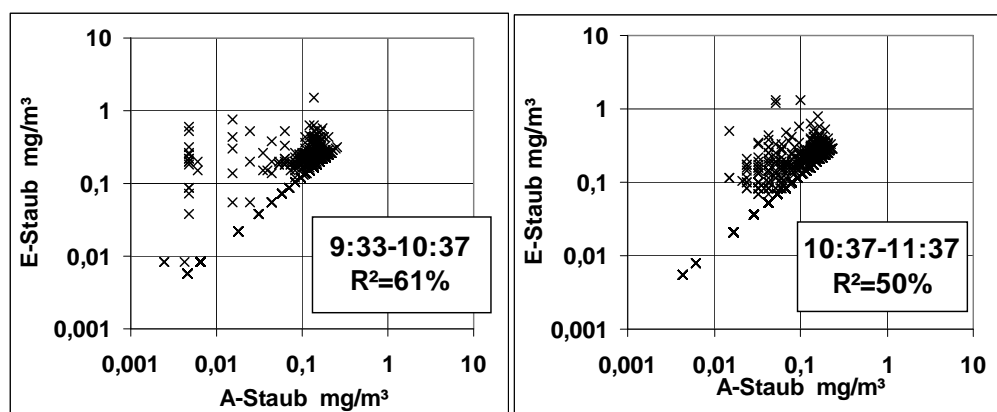 10
1
0,1
0,01
0,001
E-Staub mg/m³
9:33-10:37
R²=61%
0,001 0,01 0,1 1 10
A-Staub mg/m³
10
1
0,1
0,01
0,001
E-Staub mg/m³
10:37-11:37
R²=50%
0,001 0,01 0,1 1 10
A-Staub mg/m³